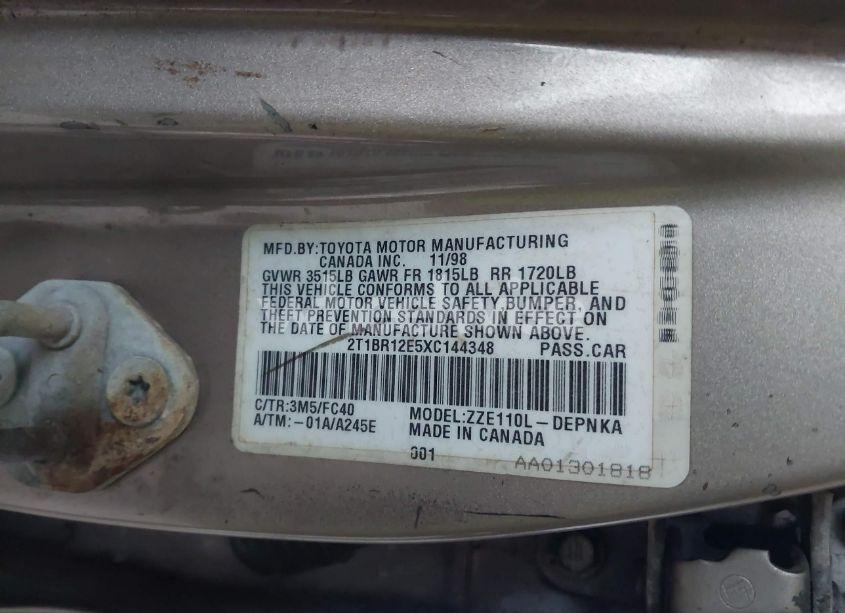 MFD.BY:TOYOTA MOTOR MANUFACTURING
CANADA INC. 11/98
GVWR 3515LB GAWR FR 1815LB RR 1720LB
THIS VEHICLE CONFORMS TO ALL APPLICABLE
FEDERAL MOTOR VEHICLE SAFETY, BUMPER, AND
THEFT PREVENTION STANDARDS IN EFFECT ON
THE DATE OF MANUFACTURE SHOWN ABOVE.
2T1BR12E5XC144348 PASS.CAR
C/TR:3M5/FC40 MODEL:ZZE110L-DEPNKA
A/TM:-01A/A245E MADE IN CANADA
001 AA01301818